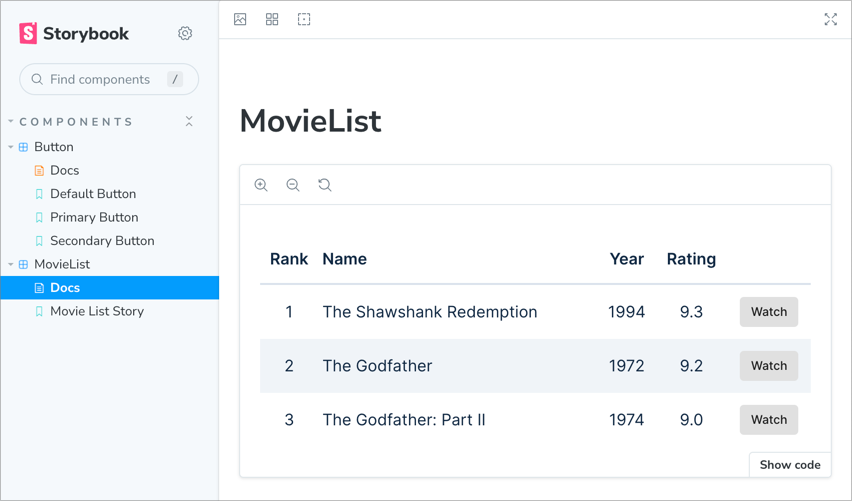 Storybook
Find components /
COMPONENTS
Button
Docs
Default Button
Primary Button
Secondary Button
MovieList
Docs
Movie List Story
MovieList
Rank Name Year Rating
1 The Shawshank Redemption 1994 9.3 Watch
2 The Godfather 1972 9.2 Watch
3 The Godfather: Part II 1974 9.0 Watch
Show code